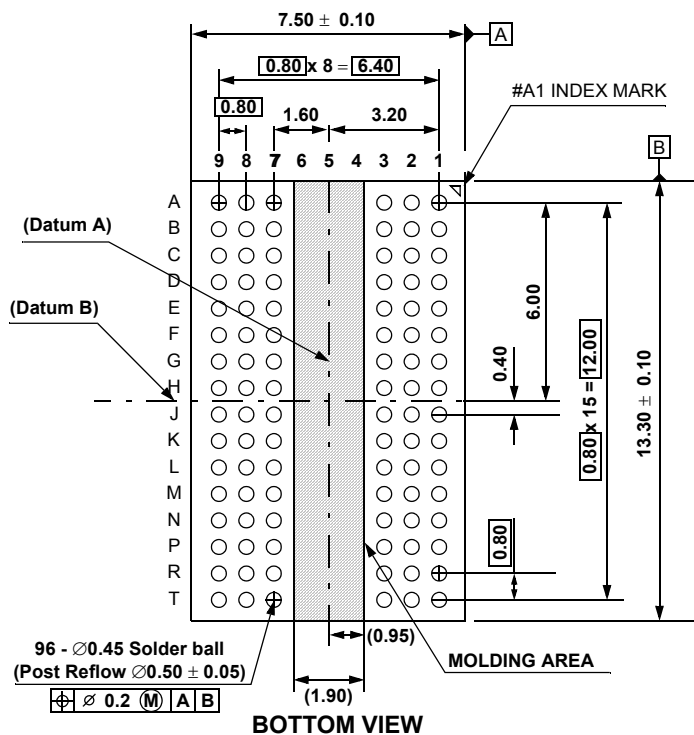 7.50 ± 0.10
A
0.80 x 8 = 6.40
#A1 INDEX MARK
0.80
1.60
3.20
B
9 8 7 6 5 4 3 2 1
A
(Datum A)
B
C
D
(Datum B)
E
F
G
H
J
K
L
M
N
P
R
T
6.00
0.40
0.80 x 15 = 12.00
13.30 ± 0.10
0.80
(0.95)
96 - ∅0.45 Solder ball
(Post Reflow ∅0.50 ± 0.05)
MOLDING AREA
⌖ ∅ 0.2 Ⓜ A B
(1.90)
BOTTOM VIEW